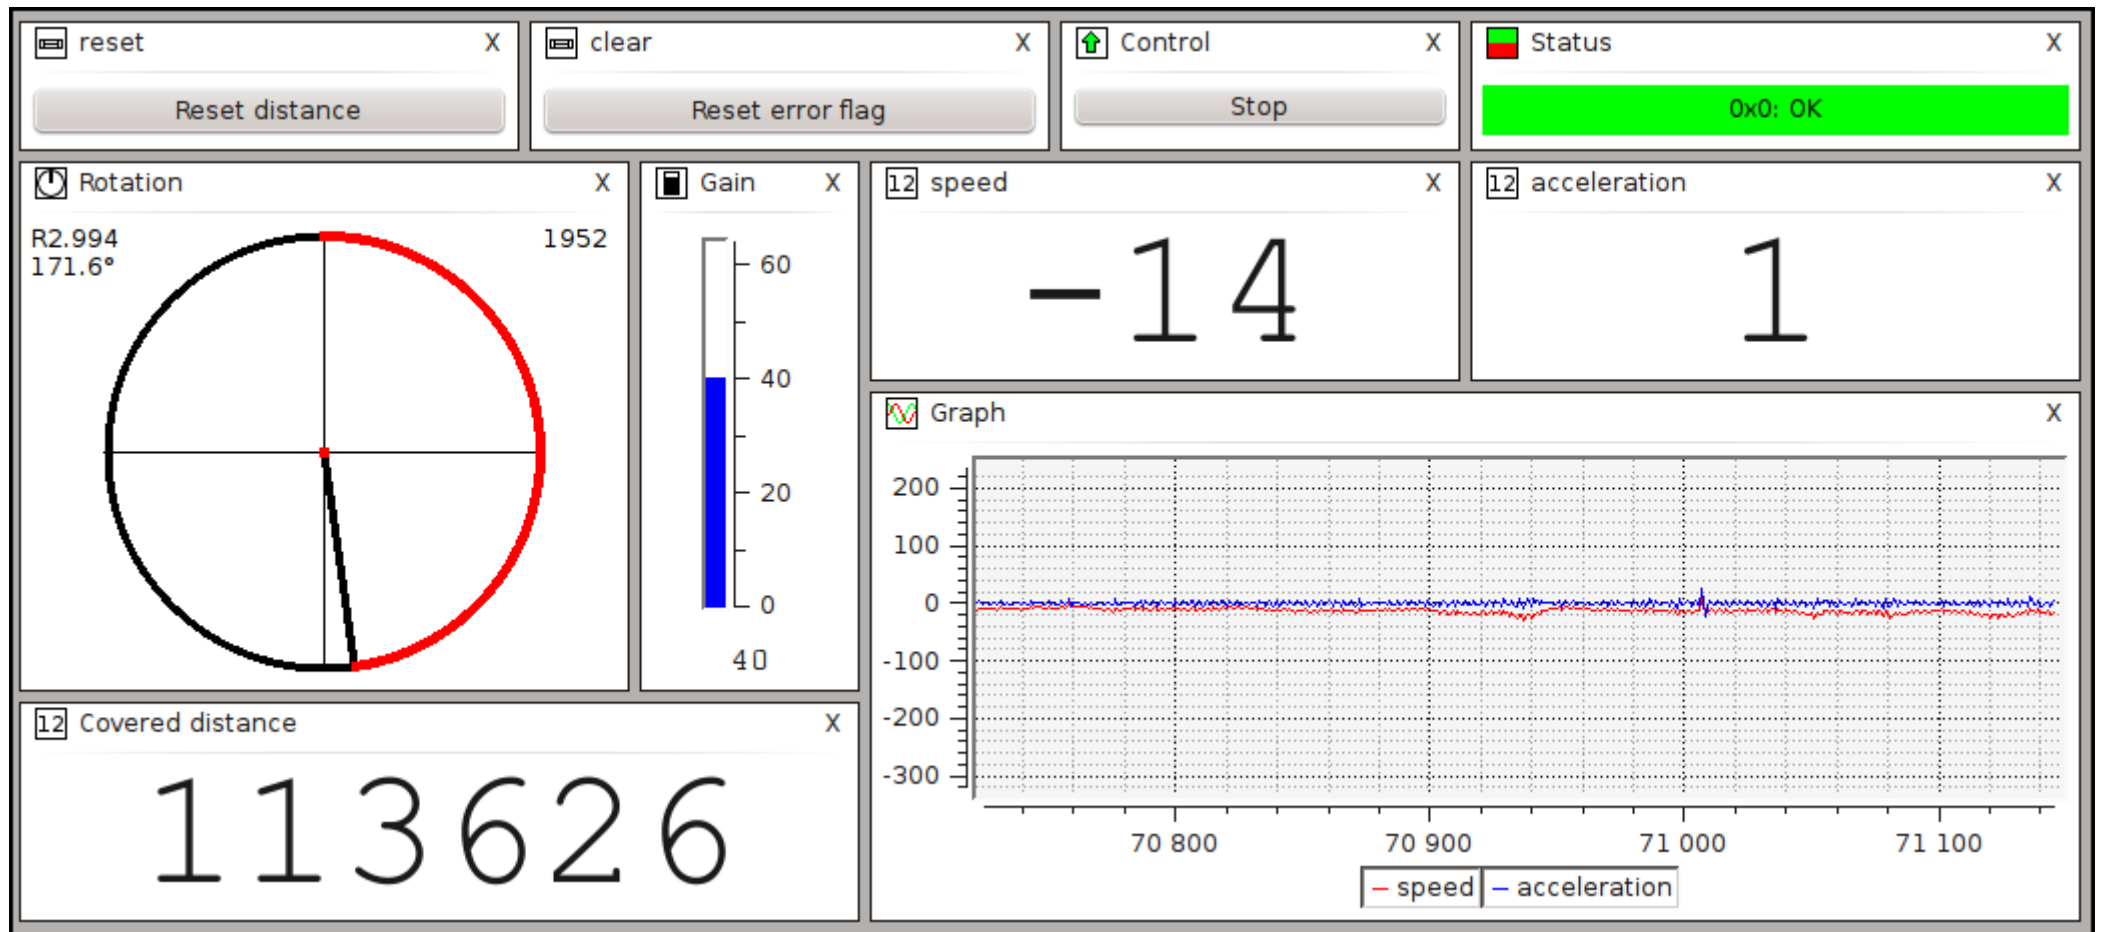 reset X
Reset distance
clear X
Reset error flag
Control X
Stop
Status X
0x0: OK
Rotation X
R2.994
171.6°
1952
Gain X
60
40
20
0
40
12 speed X
-14
12 acceleration X
1
12 Covered distance X
113626
Graph X
200
100
0
-100
-200
-300
70 800 70 900 71 000 71 100
speed acceleration